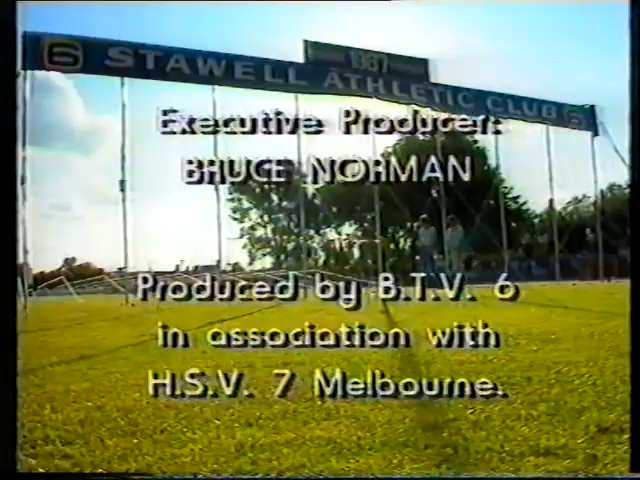 1987
6 STAWELL ATHLETIC CLUB 6
Executive Producer:
BRUCE NORMAN
Produced by B.T.V. 6
in association with
H.S.V. 7 Melbourne.